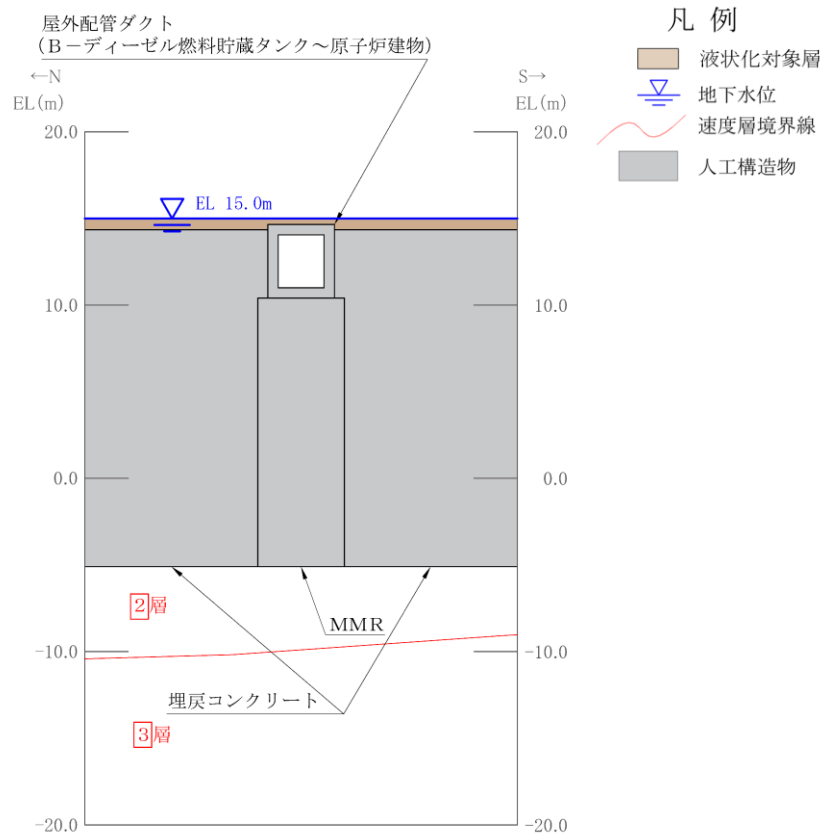 屋外配管ダクト
(B－ディーゼル燃料貯蔵タンク～原子炉建物)
←N
EL(m)
S→
EL(m)
凡 例
液状化対象層
地下水位
速度層境界線
人工構造物
20.0
20.0
EL 15.0m
10.0
10.0
0.0
0.0
2層
MMR
-10.0
-10.0
埋戻コンクリート
3層
-20.0
-20.0